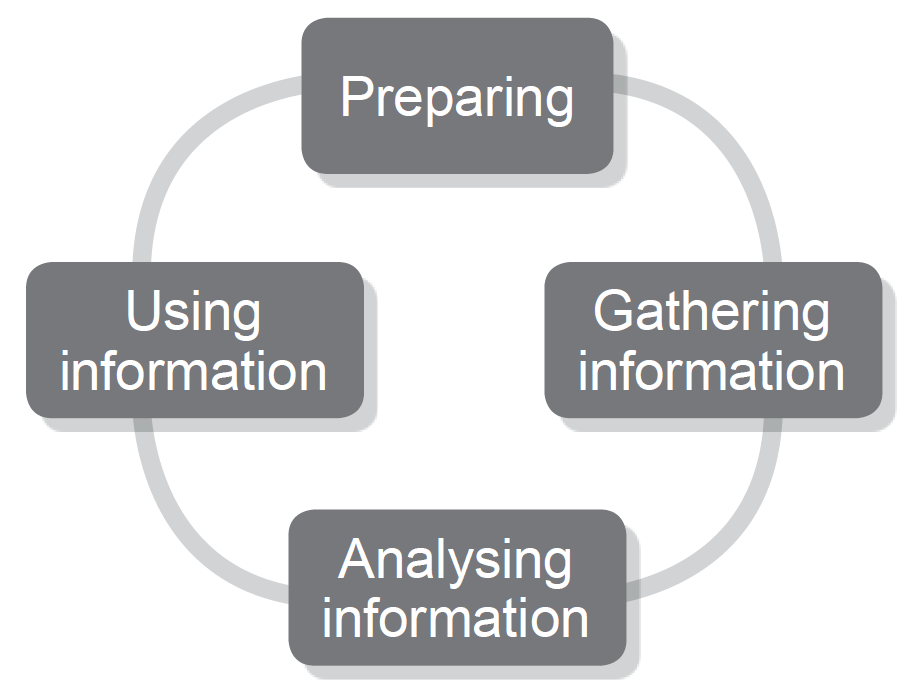 Preparing
Using
information
Gathering
information
Analysing
information